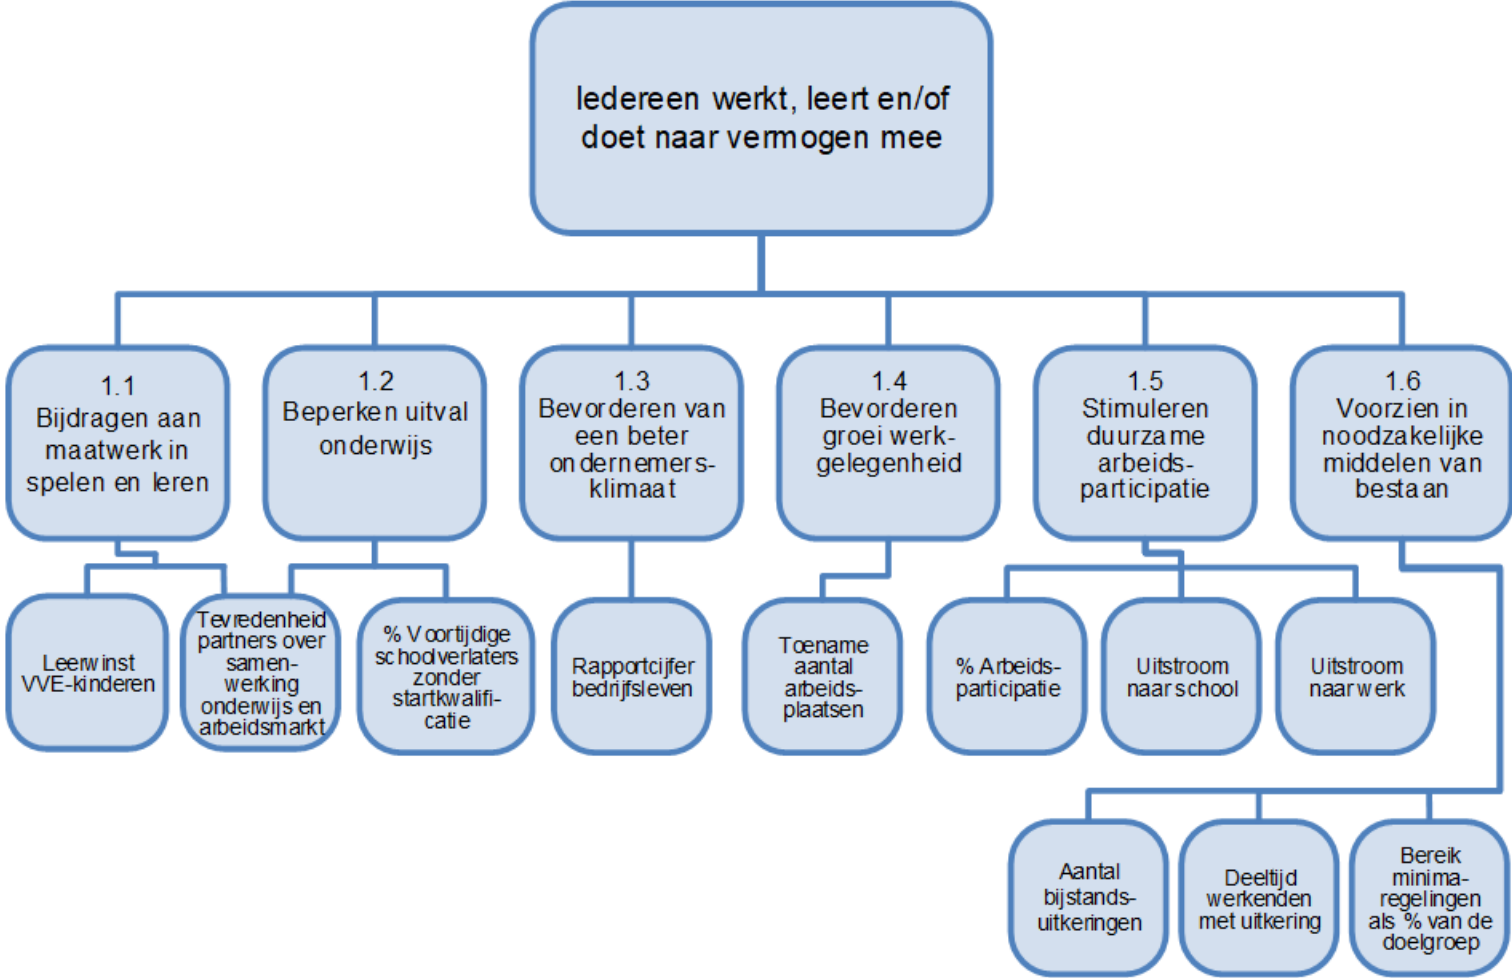 Iedereen werkt, leert en/of
doet naar vermogen mee
1.1
Bijdragen aan
maatwerk in
spelen en leren
1.2
Beperken uitval
onderwijs
1.3
Bevorderen van
een beter
ondernemers-
klimaat
1.4
Bevorderen
groei werk-
gelegenheid
1.5
Stimuleren
duurzame
arbeids-
participatie
1.6
Voorzien in
noodzakelijke
middelen van
bestaan
Leerwinst
VVE-kinderen
Tevredenheid
partners over
samen-
werking
onderwijs en
arbeidsmarkt
% Voortijdige
schoolverlaters
zonder
startkwalifi-
catie
Rapportcijfer
bedrijfsleven
Toename
aantal
arbeids-
plaatsen
% Arbeids-
participatie
Uitstroom
naar school
Uitstroom
naar werk
Aantal
bijstands-
uitkeringen
Deeltijd
werkenden
met uitkering
Bereik
minima-
regelingen
als % van de
doelgroep